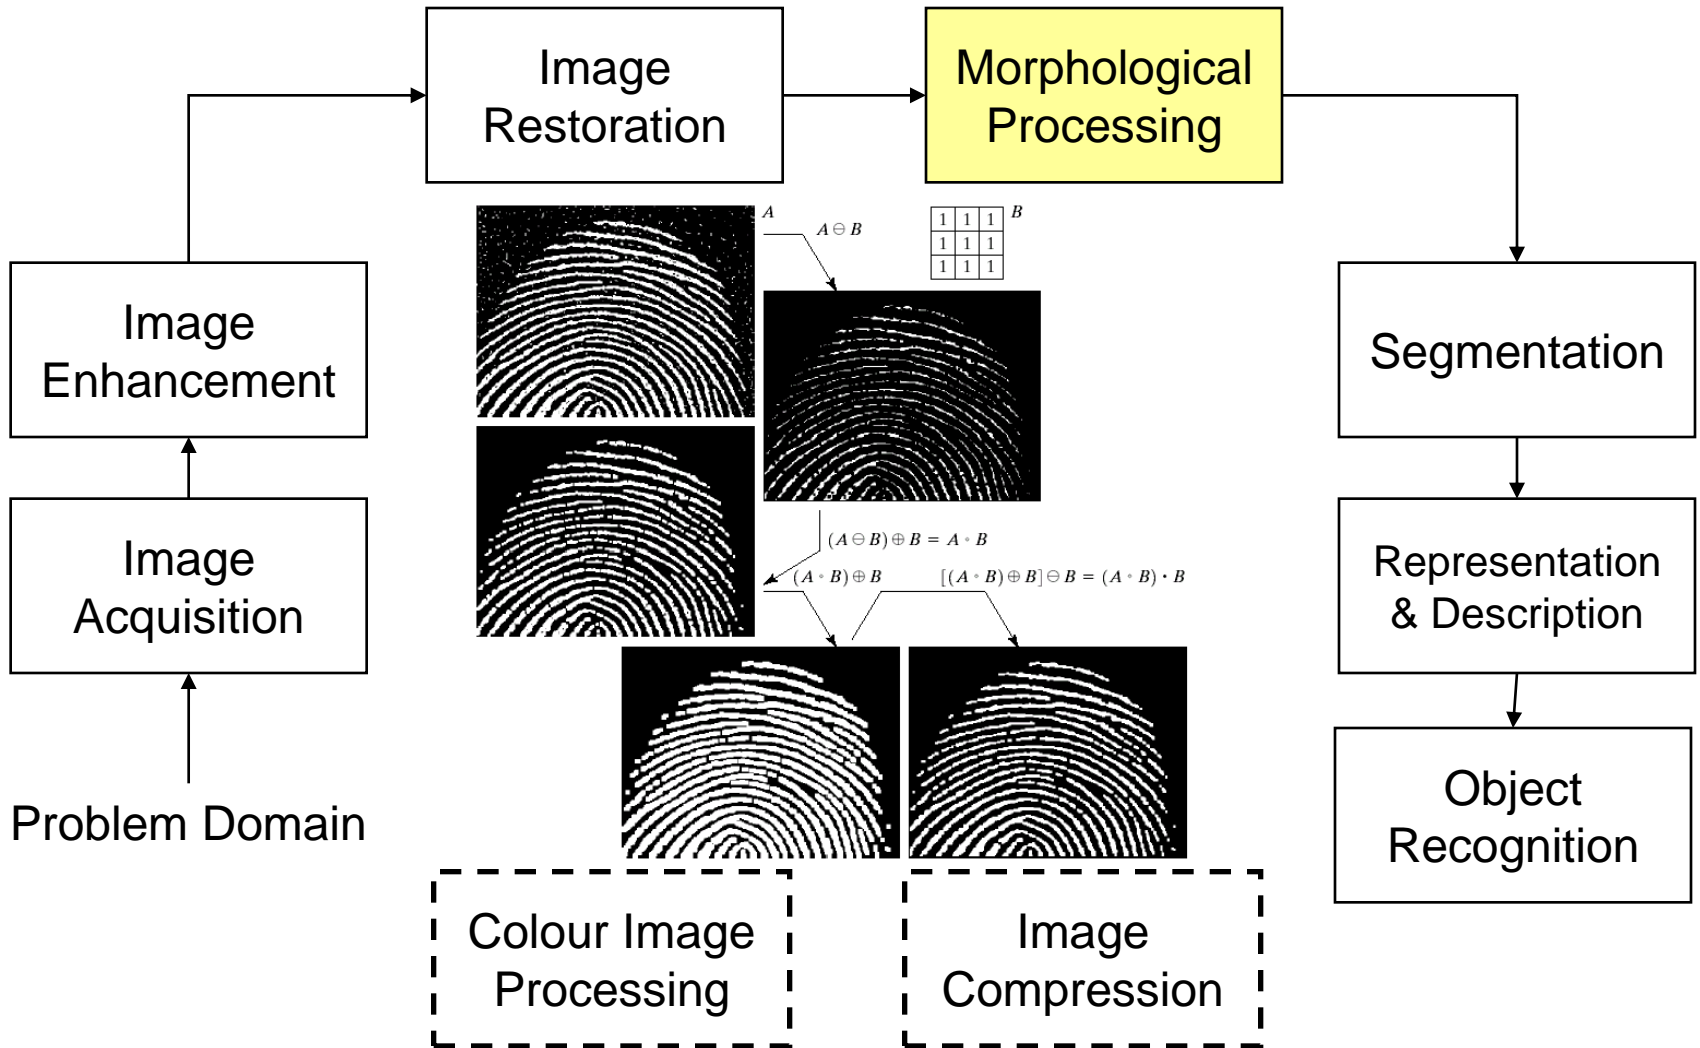 Image
Restoration
Morphological
Processing
A
A ⊖ B
1 1 1
1 1 1
1 1 1
B
Image
Enhancement
Segmentation
Image
Acquisition
(A ⊖ B) ⊕ B = A ∘ B
(A ∘ B) ⊕ B
[(A ∘ B) ⊕ B] ⊖ B = (A ∘ B) • B
Representation
& Description
Problem Domain
Object
Recognition
Colour Image
Processing
Image
Compression